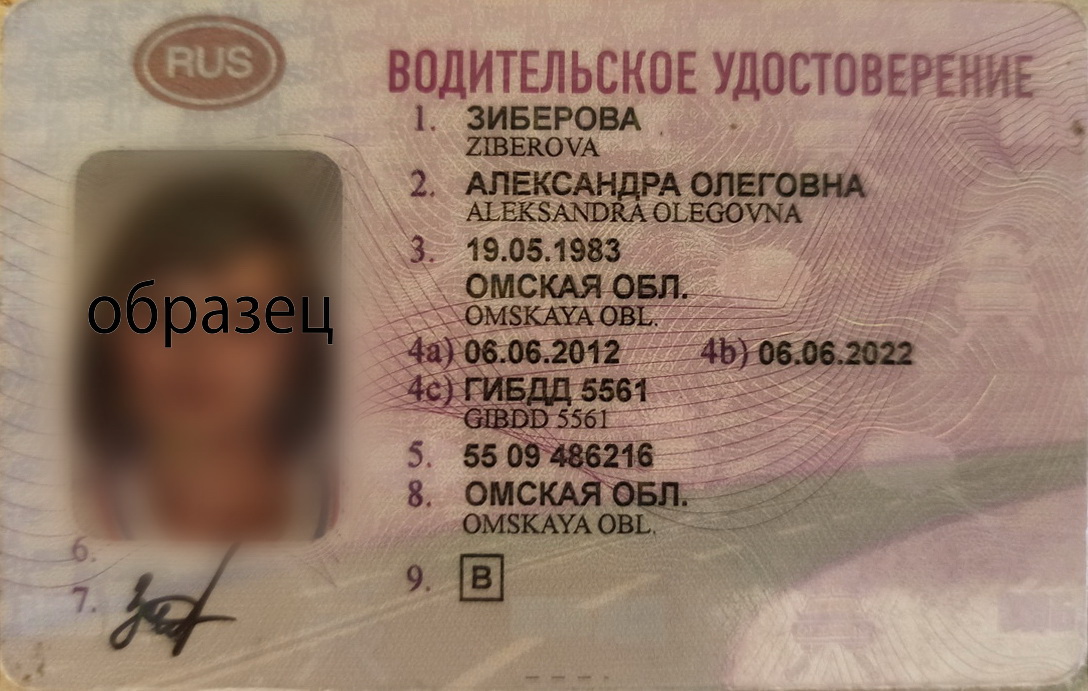 RUS
ВОДИТЕЛЬСКОЕ УДОСТОВЕРЕНИЕ
1. ЗИБЕРОВА
ZIBEROVA
2. АЛЕКСАНДРА ОЛЕГОВНА
ALEKSANDRA OLEGOVNA
3. 19.05.1983
ОМСКАЯ ОБЛ.
OMSKAYA OBL.
4a) 06.06.2012 4b) 06.06.2022
4c) ГИБДД 5561
GIBDD 5561
5. 55 09 486216
8. ОМСКАЯ ОБЛ.
OMSKAYA OBL.
9. B
образец
6.
7.